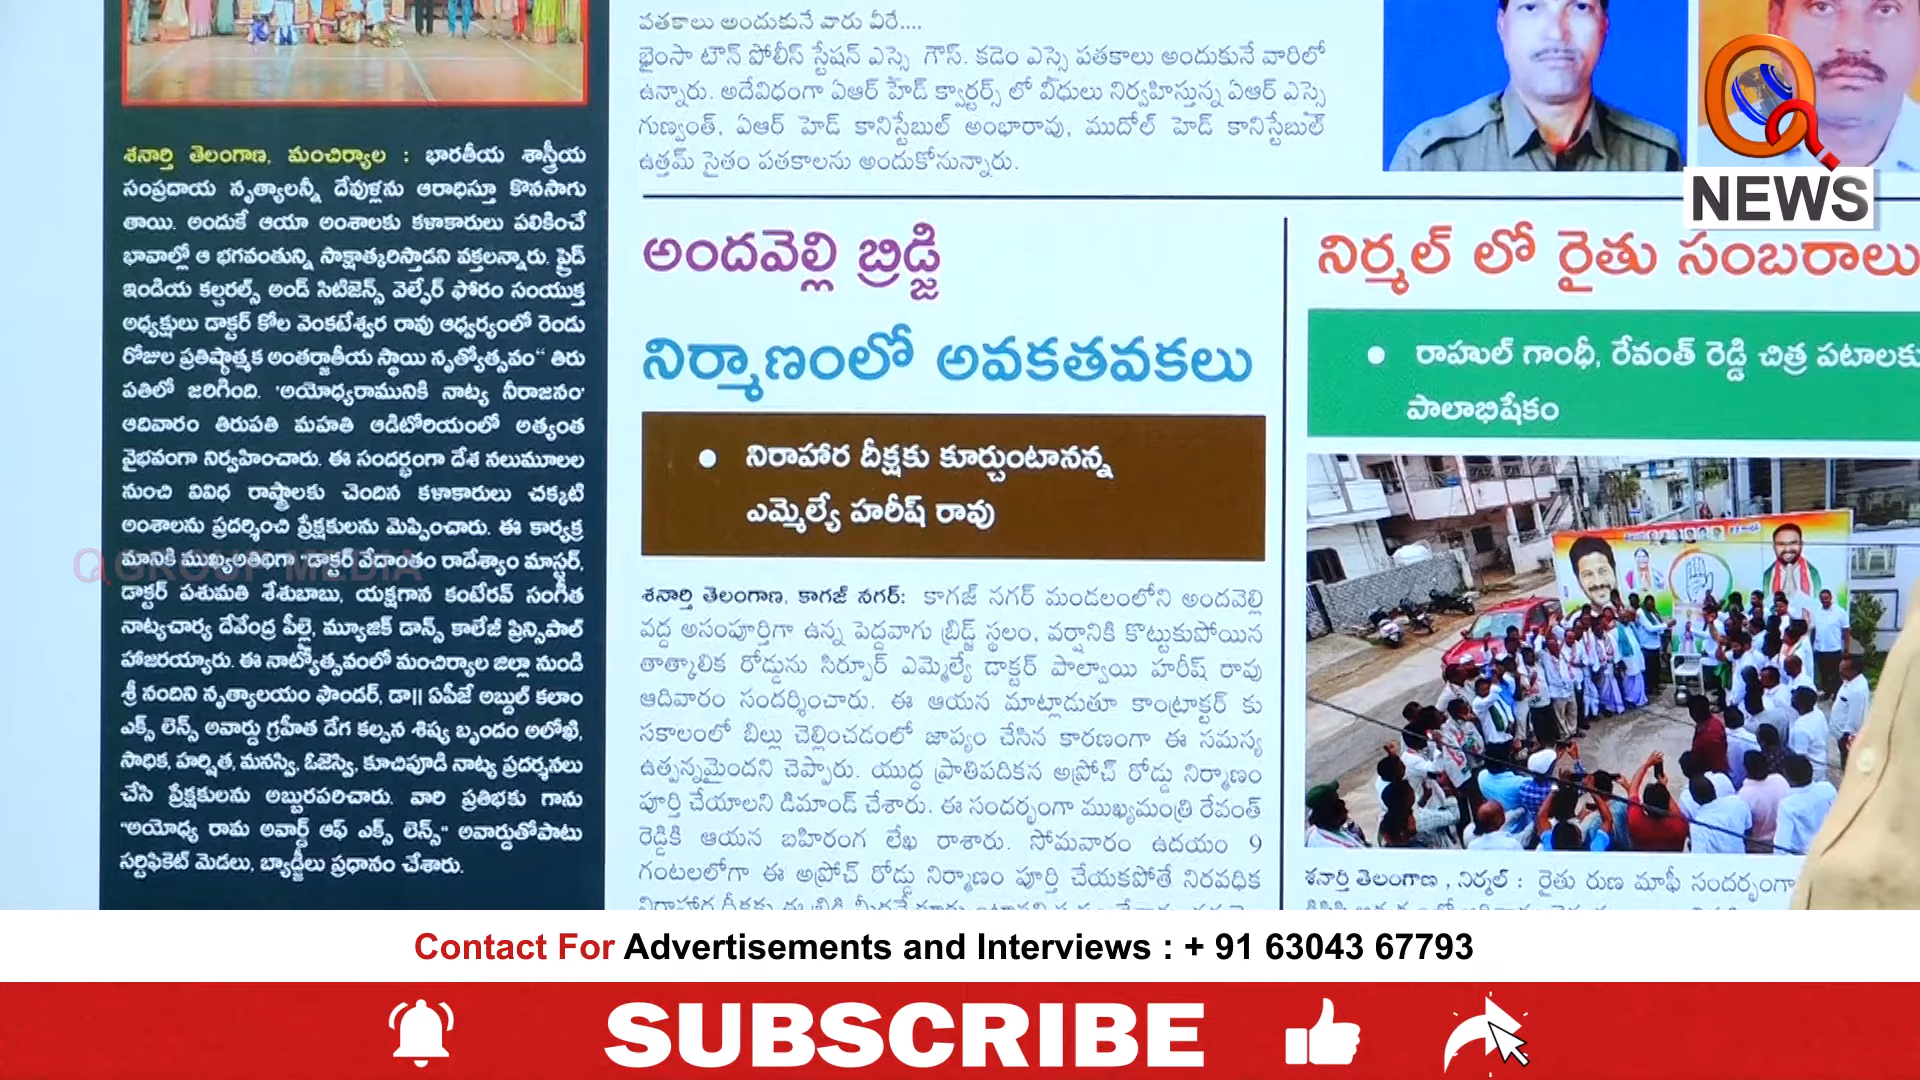 శనార్తి తెలంగాణ, మంచిర్యాల : భారతీయ శాస్త్రీయ
సంప్రదాయ నృత్యాలన్నీ దేవుళ్లను ఆరాధిస్తూ కొనసాగు
తాయి. అందుకే ఆయా అంశాలకు కళాకారులు పలికించే
భావాల్లో ఆ భగవంతున్ని సాక్షాత్కరిస్తాడని వక్తలన్నారు. ప్రైడ్
ఇండియ కల్చరల్స్ అండ్ సిటిజెన్స్ వెల్ఫేర్ ఫోరం సంయుక్త
అధ్యక్షులు డాక్టర్ కోల వెంకటేశ్వర రావు ఆధ్వర్యంలో రెండు
రోజుల ప్రతిష్ఠాత్మక అంతర్జాతీయ స్థాయి నృత్యోత్సవం" తిరు
పతిలో జరిగింది. 'అయోధ్యరామునికి నాట్య నీరాజనం'
ఆదివారం తిరుపతి మహతి ఆడిటోరియంలో అత్యంత
వైభవంగా నిర్వహించారు. ఈ సందర్భంగా దేశ నలుమూలల
నుంచి వివిధ రాష్ట్రాలకు చెందిన కళాకారులు చక్కటి
అంశాలను ప్రదర్శించి ప్రేక్షకులను మెప్పించారు. ఈ కార్యక్ర
మానికి ముఖ్యఅతిథిగా "డాక్టర్ వేదాంతం రాదేశ్యాం మాస్టర్,
డాక్టర్ పశుమతి శేశుబాబు, యక్షగాన కంటేరవ్ సంగీత
నాట్యచార్య దేవేంద్ర పిళ్లై, మ్యూజిక్ డాన్స్ కాలేజీ ప్రిన్సిపాల్
హాజరయ్యారు. ఈ నాట్యోత్సవంలో మంచిర్యాల జిల్లా నుండి
శ్రీ నందిని నృత్యాలయం ఫౌండర్, డా|| ఏపీజే అబ్దుల్ కలాం
ఎక్స్ లెన్స్ అవార్డు గ్రహీత డేగ కల్పన శిష్య బృందం అలోఖి,
సాధిక, హర్షిత, మనస్వి, ఓజెస్వి, కూచిపూడి నాట్య ప్రదర్శనలు
చేసి ప్రేక్షకులను అబ్బురపరిచారు. వారి ప్రతిభకు గాను
"అయోధ్య రామ అవార్డ్ ఆఫ్ ఎక్స్ లెన్స్" అవార్డుతోపాటు
సర్టిఫికెట్ మెడలు, బ్యాడ్జీలు ప్రధానం చేశారు.
పతకాలు అందుకునే వారు వీరే....
భైంసా టౌన్ పోలీస్ స్టేషన్ ఎస్సై గౌస్. కడెం ఎస్సై పతకాలు అందుకునే వారిలో
ఉన్నారు. అదేవిధంగా ఏఆర్ హెడ్ క్వార్టర్స్ లో విధులు నిర్వహిస్తున్న ఏఆర్ ఎస్సై
గుణ్వంత్, ఏఆర్ హెడ్ కానిస్టేబుల్ అంభారావు, ముదోల్ హెడ్ కానిస్టేబుల్
ఉత్తమ్ సైతం పతకాలను అందుకోనున్నారు.
అందవెల్లి బ్రిడ్జి
నిర్మాణంలో అవకతవకలు
• నిరాహార దీక్షకు కూర్చుంటానన్న
ఎమ్మెల్యే హరీష్ రావు
శనార్తి తెలంగాణ, కాగజ్ నగర్: కాగజ్ నగర్ మండలంలోని అందవెల్లి
వద్ద అసంపూర్తిగా ఉన్న పెద్దవాగు బ్రిడ్జ్ స్థలం, వర్షానికి కొట్టుకుపోయిన
తాత్కాలిక రోడ్డును సిర్పూర్ ఎమ్మెల్యే డాక్టర్ పాల్వాయి హరీష్ రావు
ఆదివారం సందర్శించారు. ఈ ఆయన మాట్లాడుతూ కాంట్రాక్టర్ కు
సకాలంలో బిల్లు చెల్లించడంలో జాప్యం చేసిన కారణంగా ఈ సమస్య
ఉత్పన్నమైందని చెప్పారు. యుద్ధ ప్రాతిపదికన అప్రోచ్ రోడ్డు నిర్మాణం
పూర్తి చేయాలని డిమాండ్ చేశారు. ఈ సందర్భంగా ముఖ్యమంత్రి రేవంత్
రెడ్డికి ఆయన బహిరంగ లేఖ రాశారు. సోమవారం ఉదయం 9
గంటలలోగా ఈ అప్రోచ్ రోడ్డు నిర్మాణం పూర్తి చేయకపోతే నిరవధిక
నిర్మల్ లో రైతు సంబరాలు
• రాహుల్ గాంధీ, రేవంత్ రెడ్డి చిత్ర పటాలకు
పాలాభిషేకం
శనార్తి తెలంగాణ , నిర్మల్ : రైతు రుణ మాఫీ సందర్భంగా
NEWS
Q GROUP MEDIA
Contact For Advertisements and Interviews : + 91 63043 67793
SUBSCRIBE